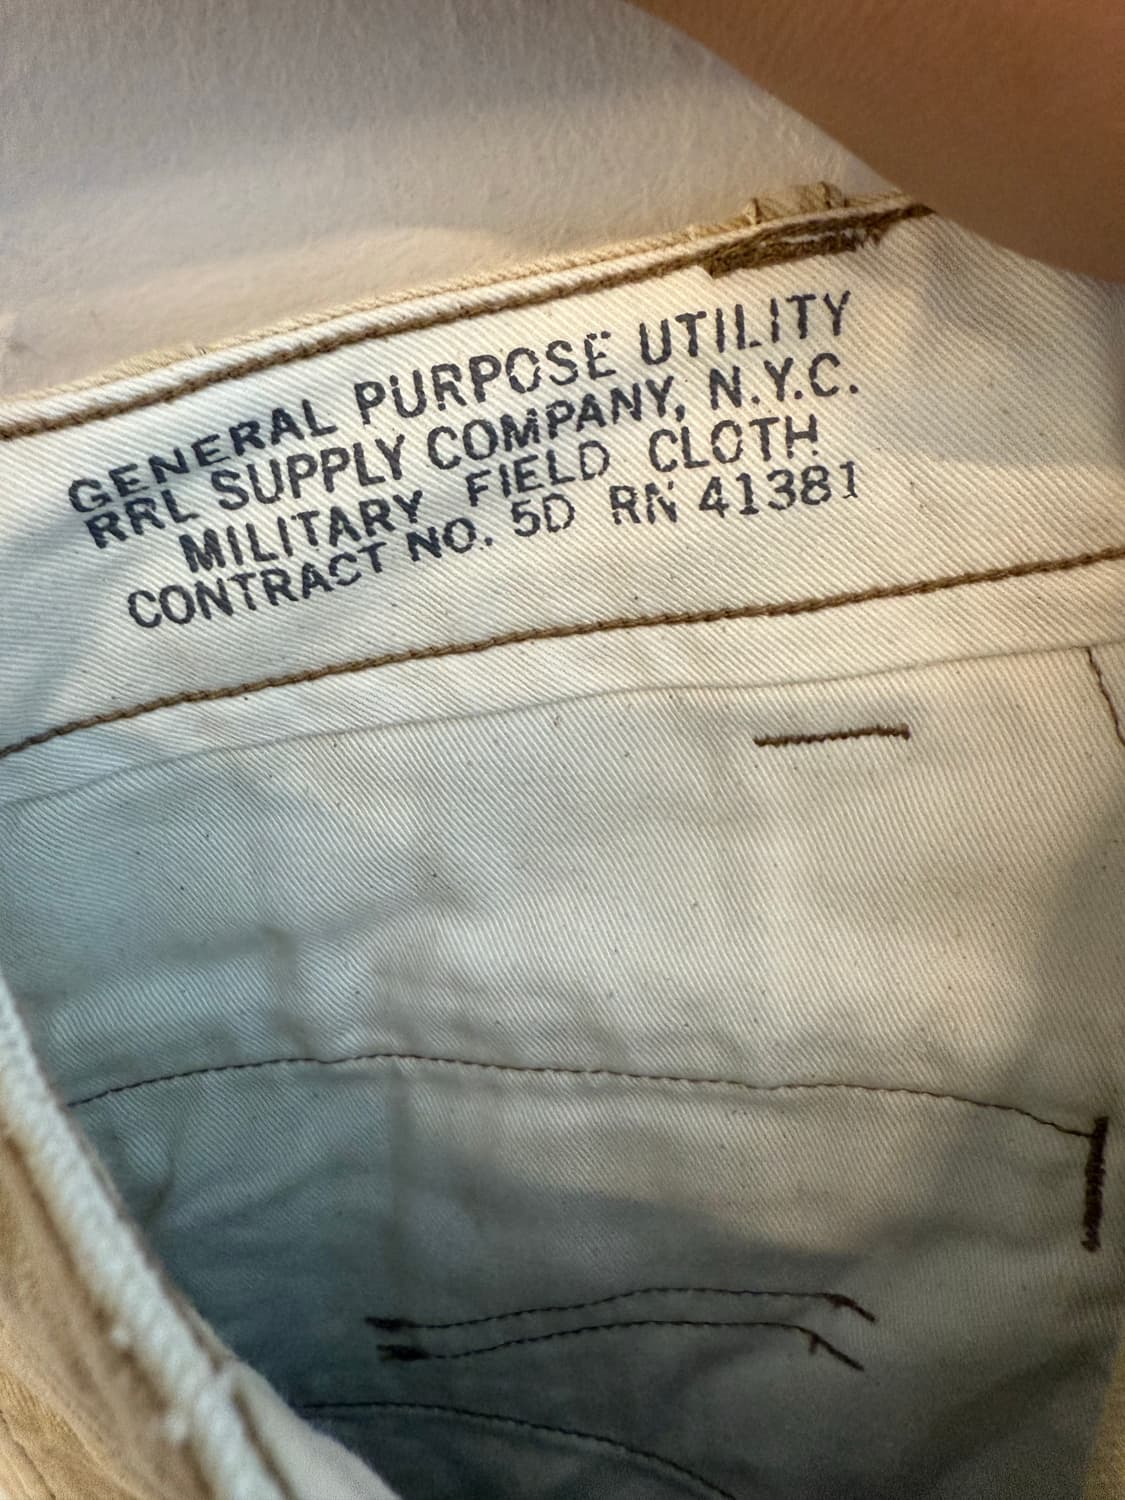 GENERAL PURPOSE UTILITY
RRL SUPPLY COMPANY, N.Y.C.
MILITARY FIELD CLOTH
CONTRACT NO. 5D RN 41381